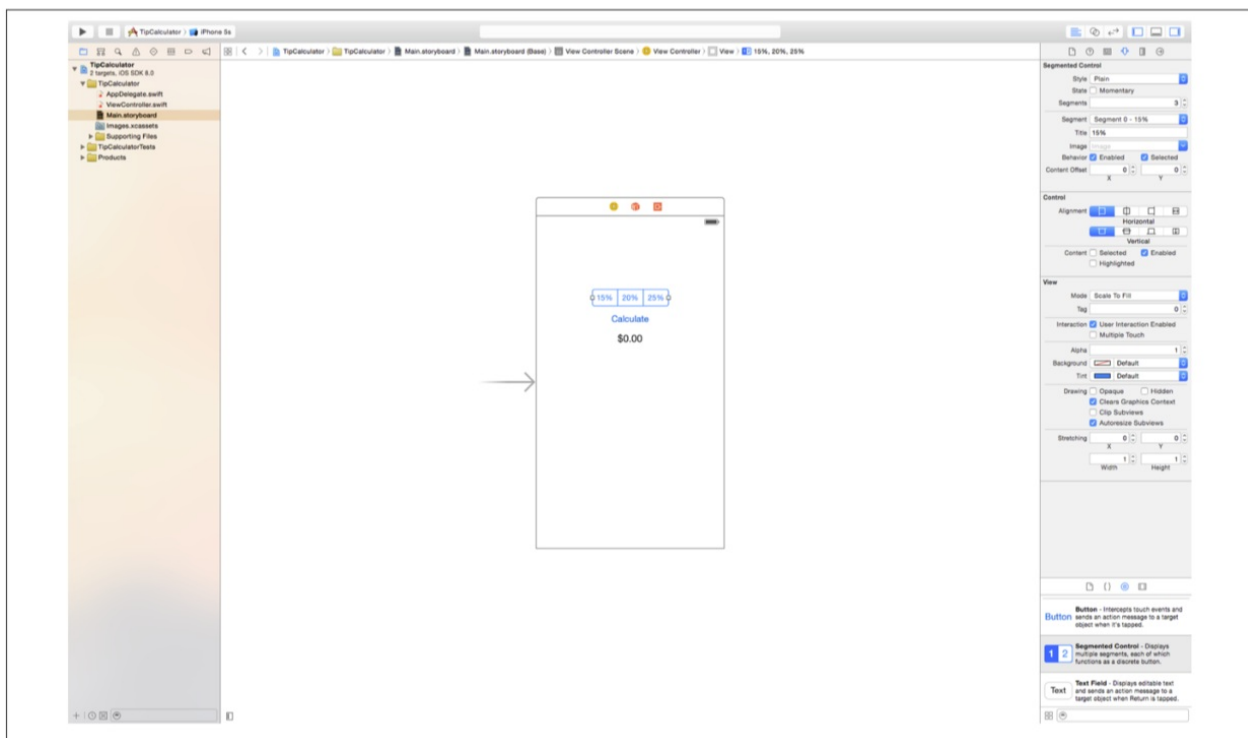 TipCalculator iPhone 5s
TipCalculator TipCalculator Main.storyboard Main.storyboard (Base) View Controller Scene View Controller View 15%, 20%, 25%
TipCalculator
2 targets, iOS SDK 8.0
TipCalculator
AppDelegate.swift
ViewController.swift
Main.storyboard
Images.xcassets
Supporting Files
TipCalculatorTests
Products
15% 20% 25%
Calculate
$0.00
Segmented Control
Style Plain
State Momentary
Segments 3
Segment Segment 0 - 15%
Title 15%
Image Image
Behavior Enabled Selected
Content Offset 0 0
X Y
Control
Alignment
Horizontal
Vertical
Content Selected Enabled
Highlighted
View
Mode Scale To Fill
Tag 0
Interaction User Interaction Enabled
Multiple Touch
Alpha 1
Background Default
Tint Default
Drawing Opaque Hidden
Clears Graphics Context
Clip Subviews
Autoresize Subviews
Stretching 0 0
X Y
1 1
Width Height
Button Button - Intercepts touch events and
sends an action message to a target
object when it's tapped.
1 2 Segmented Control - Displays
multiple segments, each of which
functions as a discrete button.
Text Text Field - Displays editable text
and sends an action message to a
target object when Return is tapped.